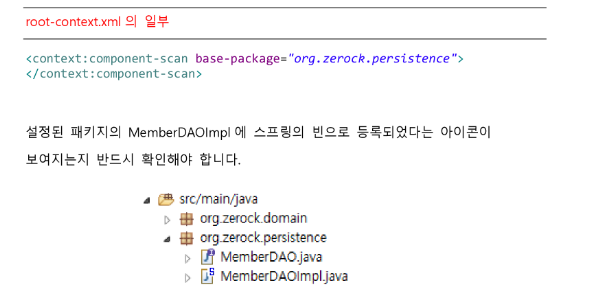 root-context.xml 의 일부
<context:component-scan base-package="org.zerock.persistence">
</context:component-scan>
설정된 패키지의 MemberDAOImpl 에 스프링의 빈으로 등록되었다는 아이콘이
보여지는지 반드시 확인해야 합니다.
src/main/java
org.zerock.domain
org.zerock.persistence
MemberDAO.java
MemberDAOImpl.java